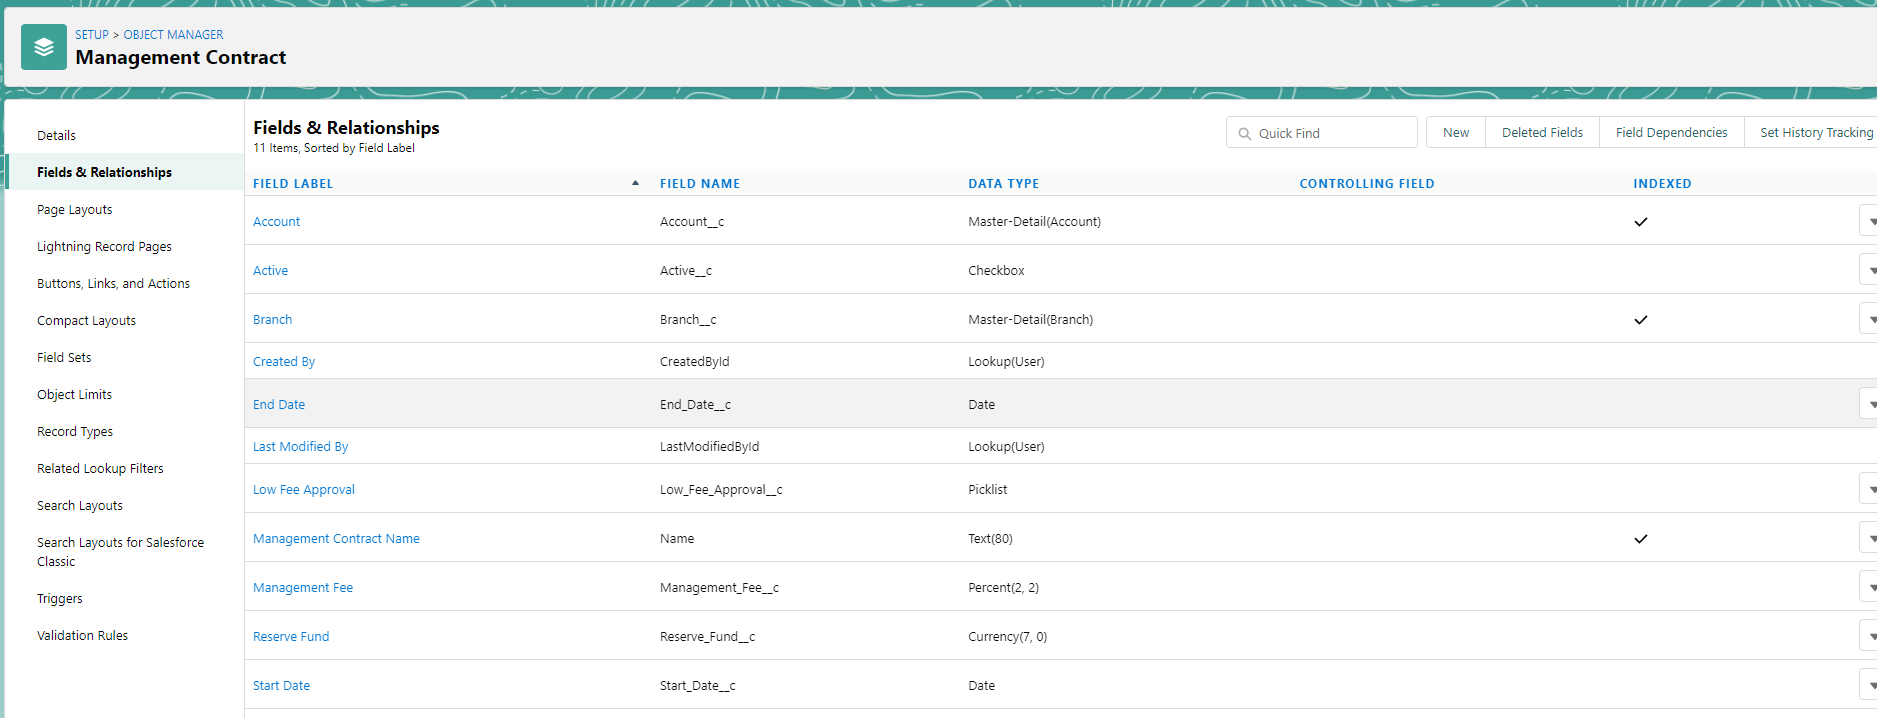 SETUP > OBJECT MANAGER
Management Contract
Details
Fields & Relationships
Page Layouts
Lightning Record Pages
Buttons, Links, and Actions
Compact Layouts
Field Sets
Object Limits
Record Types
Related Lookup Filters
Search Layouts
Search Layouts for Salesforce
Classic
Triggers
Validation Rules
Fields & Relationships
11 Items, Sorted by Field Label
Quick Find New Deleted Fields Field Dependencies Set History Tracking
FIELD LABEL FIELD NAME DATA TYPE CONTROLLING FIELD INDEXED
Account Account__c Master-Detail(Account)
Active Active__c Checkbox
Branch Branch__c Master-Detail(Branch)
Created By CreatedById Lookup(User)
End Date End_Date__c Date
Last Modified By LastModifiedById Lookup(User)
Low Fee Approval Low_Fee_Approval__c Picklist
Management Contract Name Name Text(80)
Management Fee Management_Fee__c Percent(2, 2)
Reserve Fund Reserve_Fund__c Currency(7, 0)
Start Date Start_Date__c Date